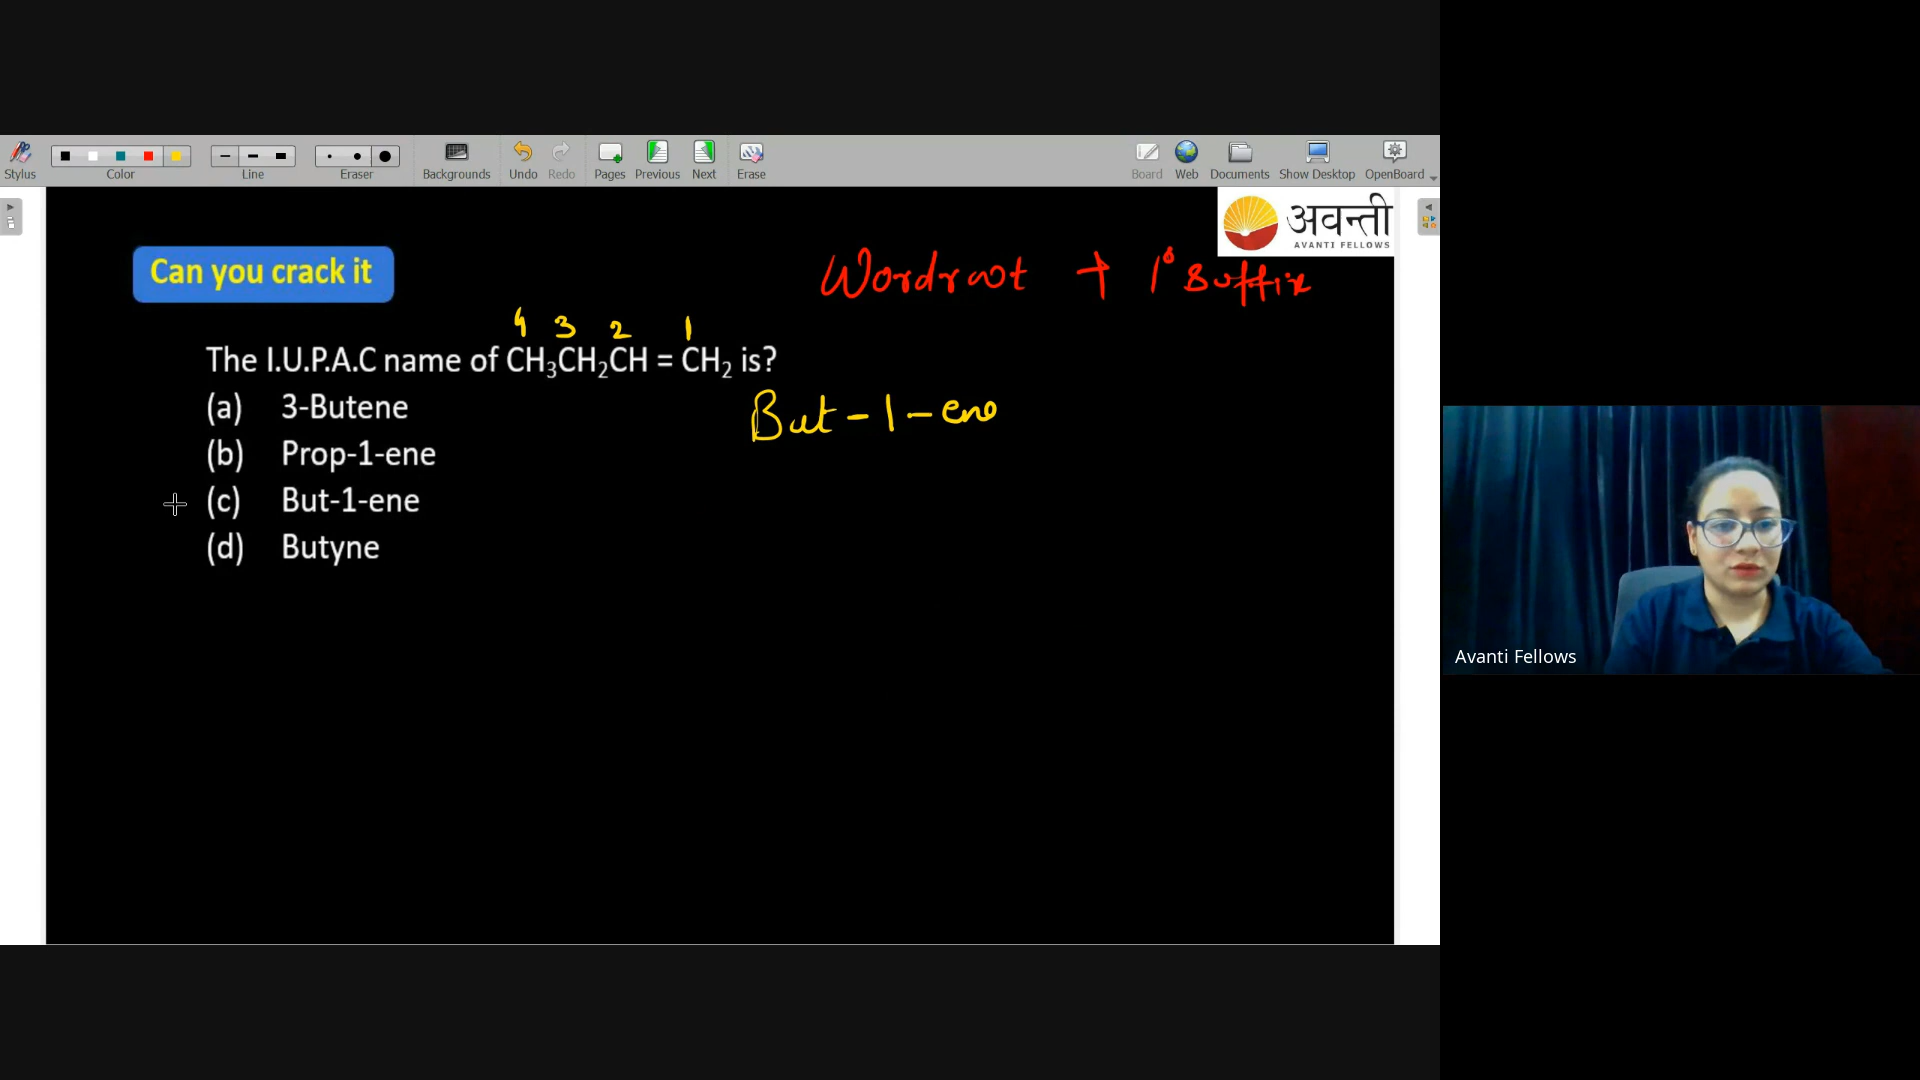 Stylus Color Line Eraser Backgrounds Undo Redo Pages Previous Next Erase Board Web Documents Show Desktop OpenBoard
अवन्ती
AVANTI FELLOWS
Can you crack it
Wordroot + 1° Suffix
4 3 2 1
The I.U.P.A.C name of CH₃CH₂CH = CH₂ is?
(a) 3-Butene
But-1-ene
(b) Prop-1-ene
(c) But-1-ene
(d) Butyne
Avanti Fellows